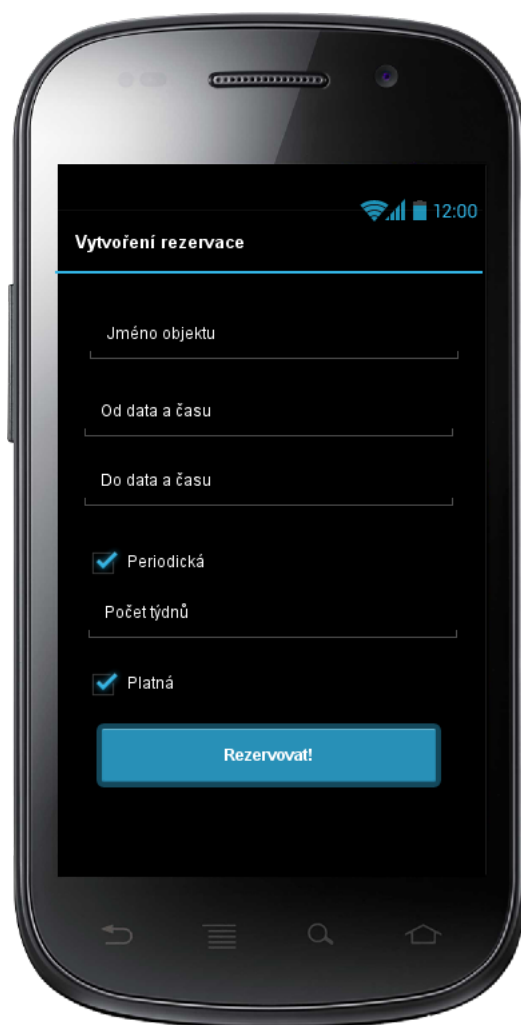 12:00
Vytvoření rezervace
Jméno objektu
Od data a času
Do data a času
Periodická
Počet týdnů
Platná
Rezervovat!